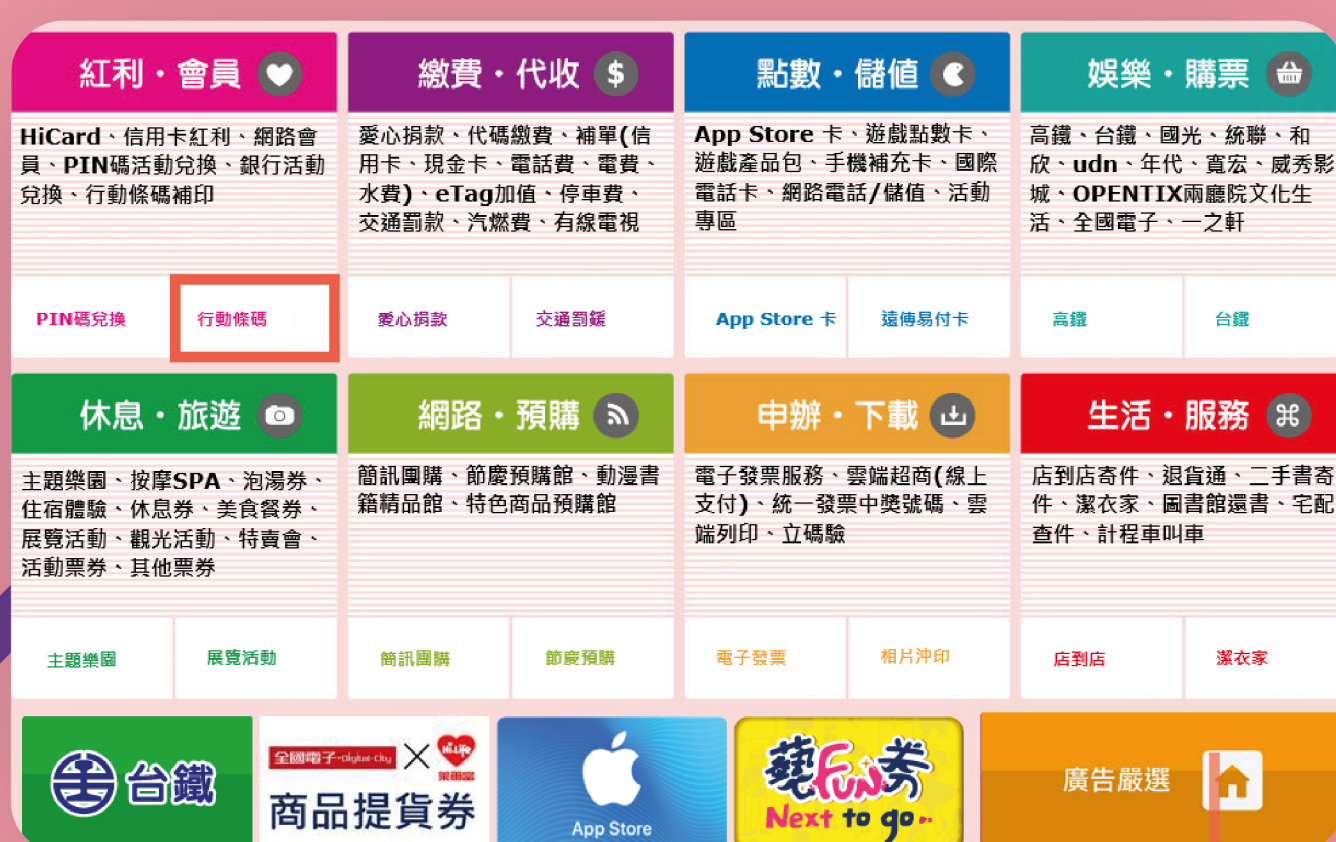 紅利・會員
HiCard、信用卡紅利、網路會
員、PIN碼活動兌換、銀行活動
兌換、行動條碼補印
PIN碼兌換
行動條碼
繳費・代收
$
愛心捐款、代碼繳費、補單(信
用卡、現金卡、電話費、電費、
水費)、eTag加值、停車費、
交通罰款、汽燃費、有線電視
愛心捐款
交通罰鍰
點數・儲值
App Store 卡、遊戲點數卡、
遊戲產品包、手機補充卡、國際
電話卡、網路電話/儲值、活動
專區
App Store 卡
遠傳易付卡
娛樂・購票
高鐵、台鐵、國光、統聯、和
欣、udn、年代、寬宏、威秀影
城、OPENTIX兩廳院文化生
活、全國電子、一之軒
高鐵
台鐵
休息・旅遊
主題樂園、按摩SPA、泡湯券、
住宿體驗、休息券、美食餐券、
展覽活動、觀光活動、特賣會、
活動票券、其他票券
主題樂園
展覽活動
網路・預購
簡訊團購、節慶預購館、動漫書
籍精品館、特色商品預購館
簡訊團購
節慶預購
申辦・下載
電子發票服務、雲端超商(線上
支付)、統一發票中獎號碼、雲
端列印、立碼驗
電子發票
相片沖印
生活・服務
店到店寄件、退貨通、二手書寄
件、潔衣家、圖書館還書、宅配
查件、計程車叫車
店到店
潔衣家
台鐵
全國電子-Digital-City X Hi-Life 萊爾富
商品提貨券
App Store
藝FUN券
Next to go
廣告嚴選